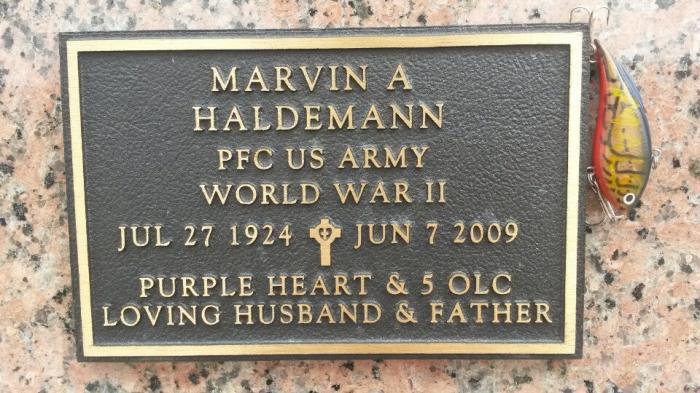 MARVIN A
HALDEMANN
PFC US ARMY
WORLD WAR II
JUL 27 1924 JUN 7 2009
PURPLE HEART & 5 OLC
LOVING HUSBAND & FATHER